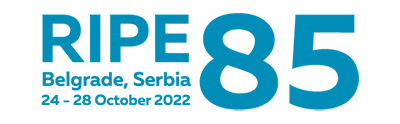 RIPE 85
Belgrade, Serbia
24 – 28 October 2022